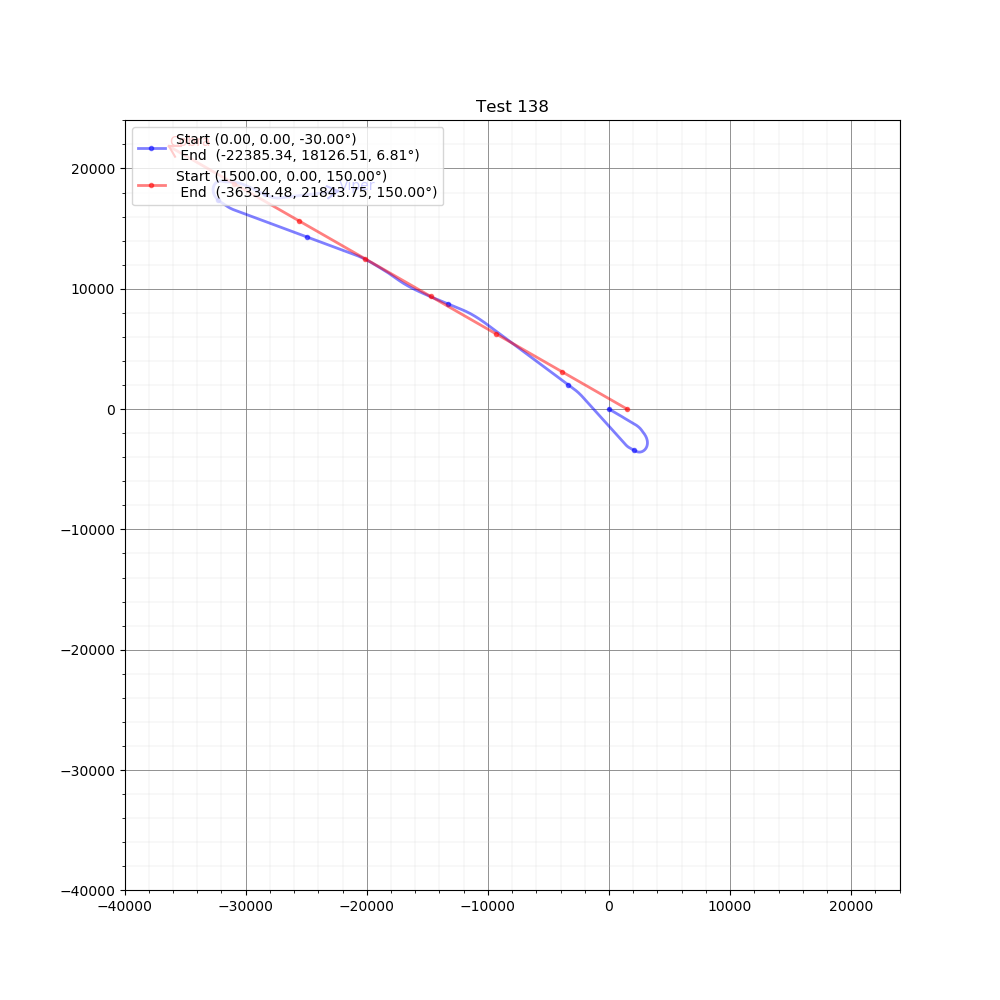 Test 138
Start (0.00, 0.00, -30.00°)
End (-22385.34, 18126.51, 6.81°)
Start (1500.00, 0.00, 150.00°)
End (-36334.48, 21843.75, 150.00°)
20000
10000
0
−10000
−20000
−30000
−40000
−40000 −30000 −20000 −10000 0 10000 20000